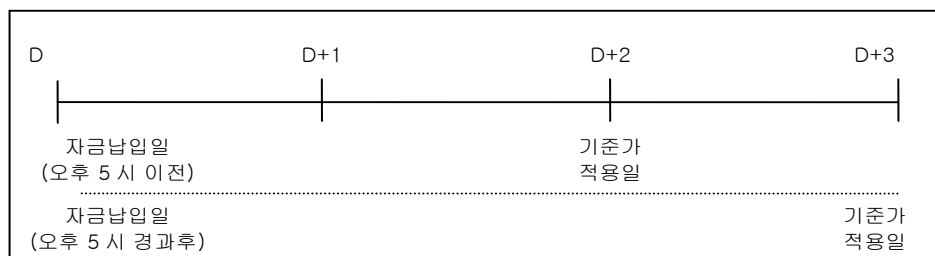 D D+1 D+2 D+3
자금납입일 기준가
(오후 5 시 이전) 적용일
자금납입일 기준가
(오후 5 시 경과후) 적용일